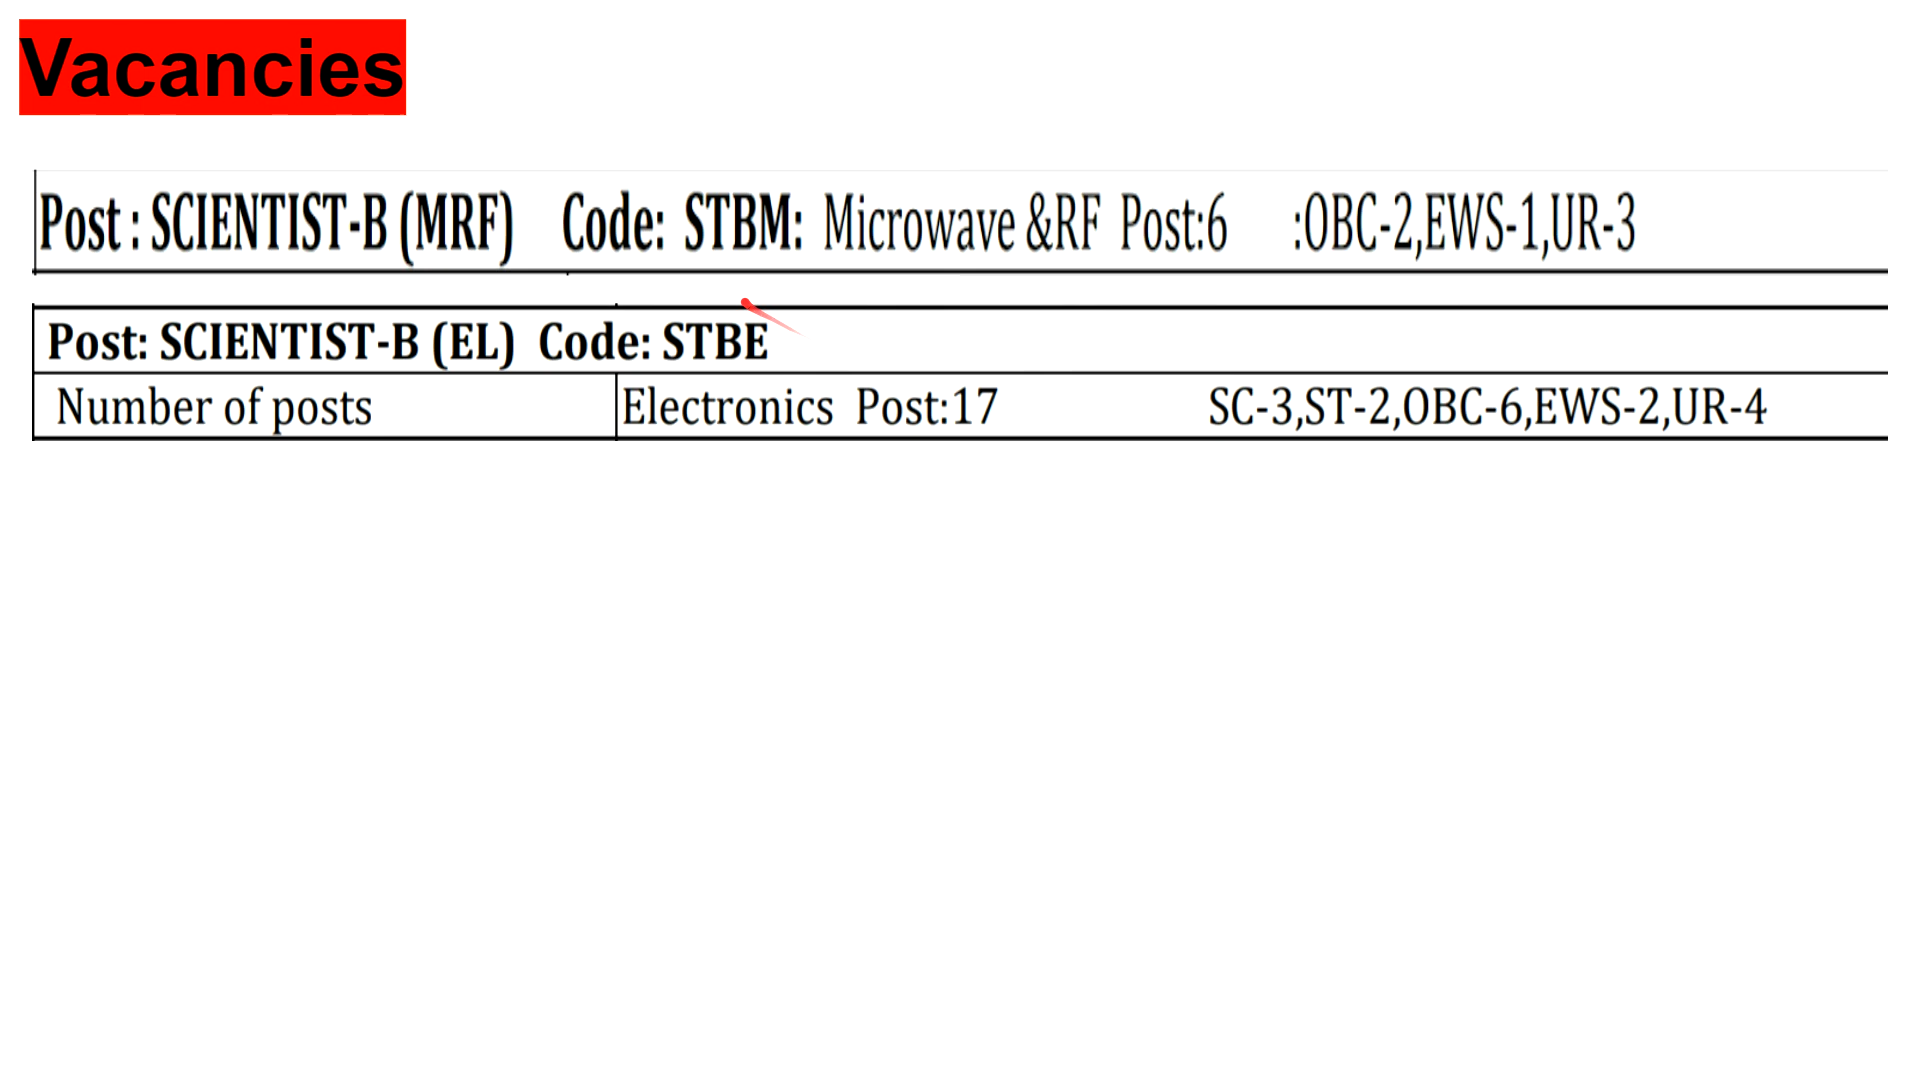 Vacancies
Post : SCIENTIST-B (MRF) Code: STBM: Microwave &RF Post:6 :OBC-2,EWS-1,UR-3
Post: SCIENTIST-B (EL) Code: STBE
Number of posts Electronics Post:17 SC-3,ST-2,OBC-6,EWS-2,UR-4